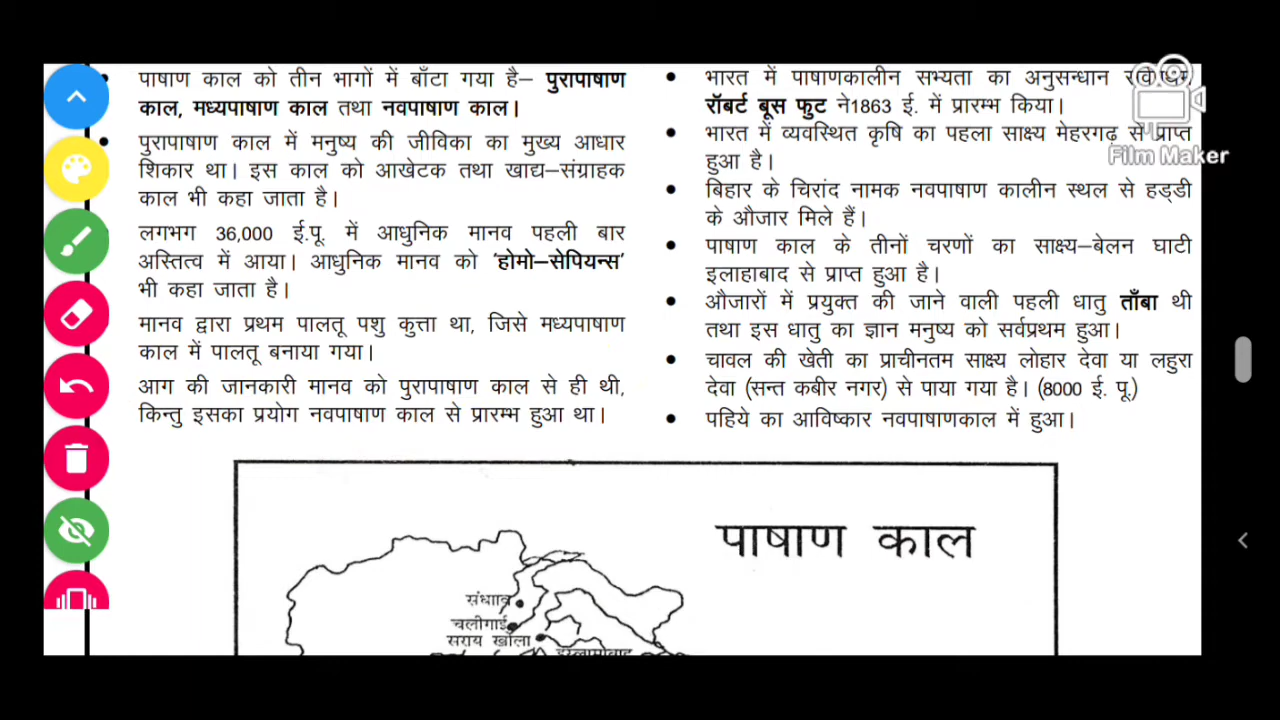 पाषाण काल को तीन भागों में बाँटा गया है– पुरापाषाण
काल, मध्यपाषाण काल तथा नवपाषाण काल।
पुरापाषाण काल में मनुष्य की जीविका का मुख्य आधार
शिकार था। इस काल को आखेटक तथा खाद्य–संग्राहक
काल भी कहा जाता है।
लगभग 36,000 ई.पू. में आधुनिक मानव पहली बार
अस्तित्व में आया। आधुनिक मानव को 'होमो–सेपियन्स'
भी कहा जाता है।
मानव द्वारा प्रथम पालतू पशु कुत्ता था, जिसे मध्यपाषाण
काल में पालतू बनाया गया।
आग की जानकारी मानव को पुरापाषाण काल से ही थी,
किन्तु इसका प्रयोग नवपाषाण काल से प्रारम्भ हुआ था।
भारत में पाषाणकालीन सभ्यता का अनुसन्धान
रॉबर्ट ब्रूस फुट ने1863 ई. में प्रारम्भ किया।
भारत में व्यवस्थित कृषि का पहला साक्ष्य मेहरगढ़ से प्राप्त
हुआ है।
बिहार के चिरांद नामक नवपाषाण कालीन स्थल से हड्डी
के औजार मिले हैं।
पाषाण काल के तीनों चरणों का साक्ष्य–बेलन घाटी
इलाहाबाद से प्राप्त हुआ है।
औजारों में प्रयुक्त की जाने वाली पहली धातु ताँबा थी
तथा इस धातु का ज्ञान मनुष्य को सर्वप्रथम हुआ।
चावल की खेती का प्राचीनतम साक्ष्य लोहार देवा या लहुरा
देवा (सन्त कबीर नगर) से पाया गया है। (8000 ई. पू.)
पहिये का आविष्कार नवपाषाणकाल में हुआ।
Film Maker
पाषाण काल
चलीगाई
सराय खोला